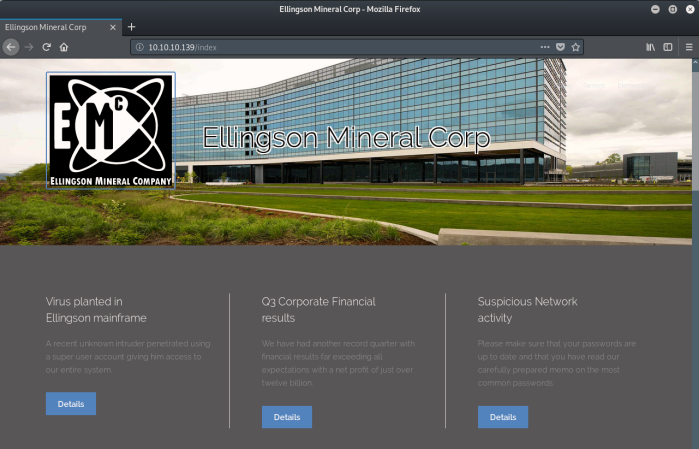 Ellingson Mineral Corp - Mozilla Firefox
Ellingson Mineral Corp
10.10.10.139/index
EMC
ELLINGSON MINERAL COMPANY
Ellingson Mineral Corp
Virus planted in
Ellingson mainframe
A recent unknown intruder penetrated using
a super user account giving him access to
our entire system.
Details
Q3 Corporate Financial
results
We have had another record quarter with
financial results far exceeding all
expectations with a net profit of just over
twelve billion.
Details
Suspicious Network
activity
Please make sure that your passwords are
up to date and that you have read our
carefully prepared memo on the most
common passwords.
Details